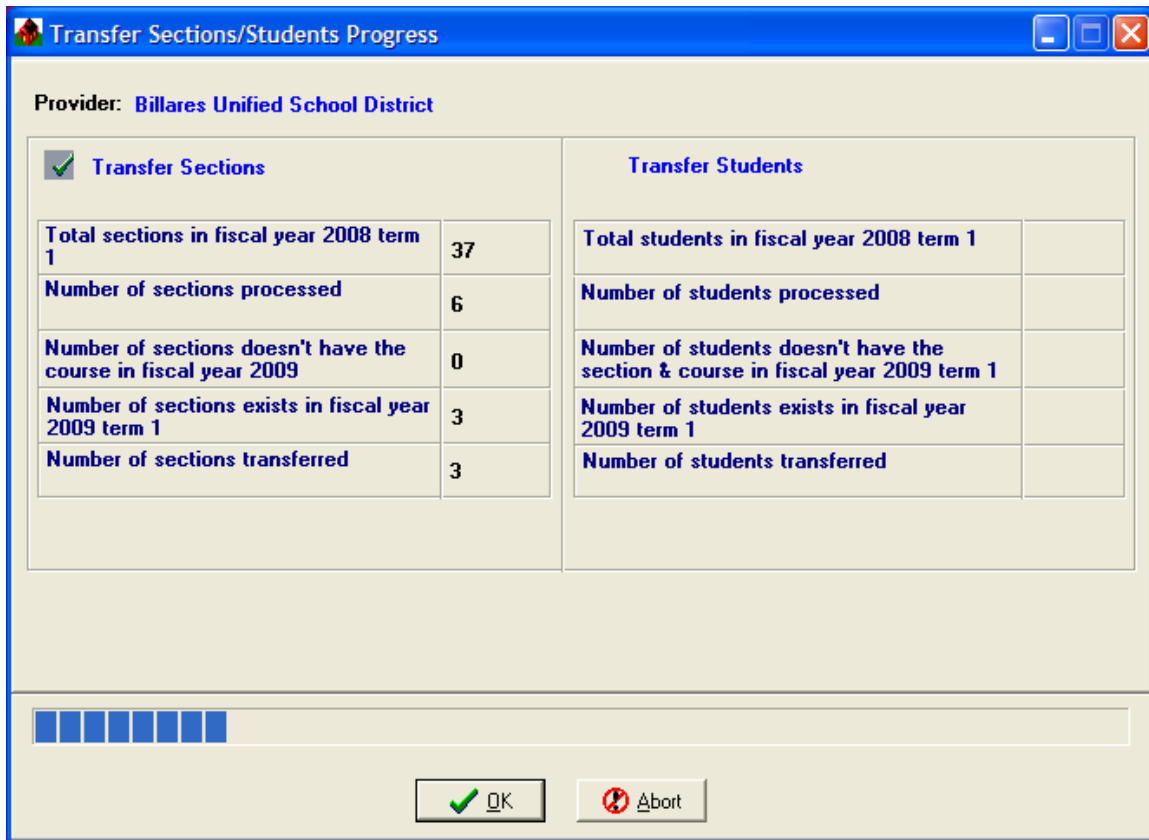 Transfer Sections/Students Progress
Provider: Billares Unified School District
Transfer Sections
Total sections in fiscal year 2008 term
1
37
Number of sections processed
6
Number of sections doesn't have the
course in fiscal year 2009
0
Number of sections exists in fiscal year
2009 term 1
3
Number of sections transferred
3
Transfer Students
Total students in fiscal year 2008 term 1
Number of students processed
Number of students doesn't have the
section & course in fiscal year 2009 term 1
Number of students exists in fiscal year
2009 term 1
Number of students transferred
OK
Abort